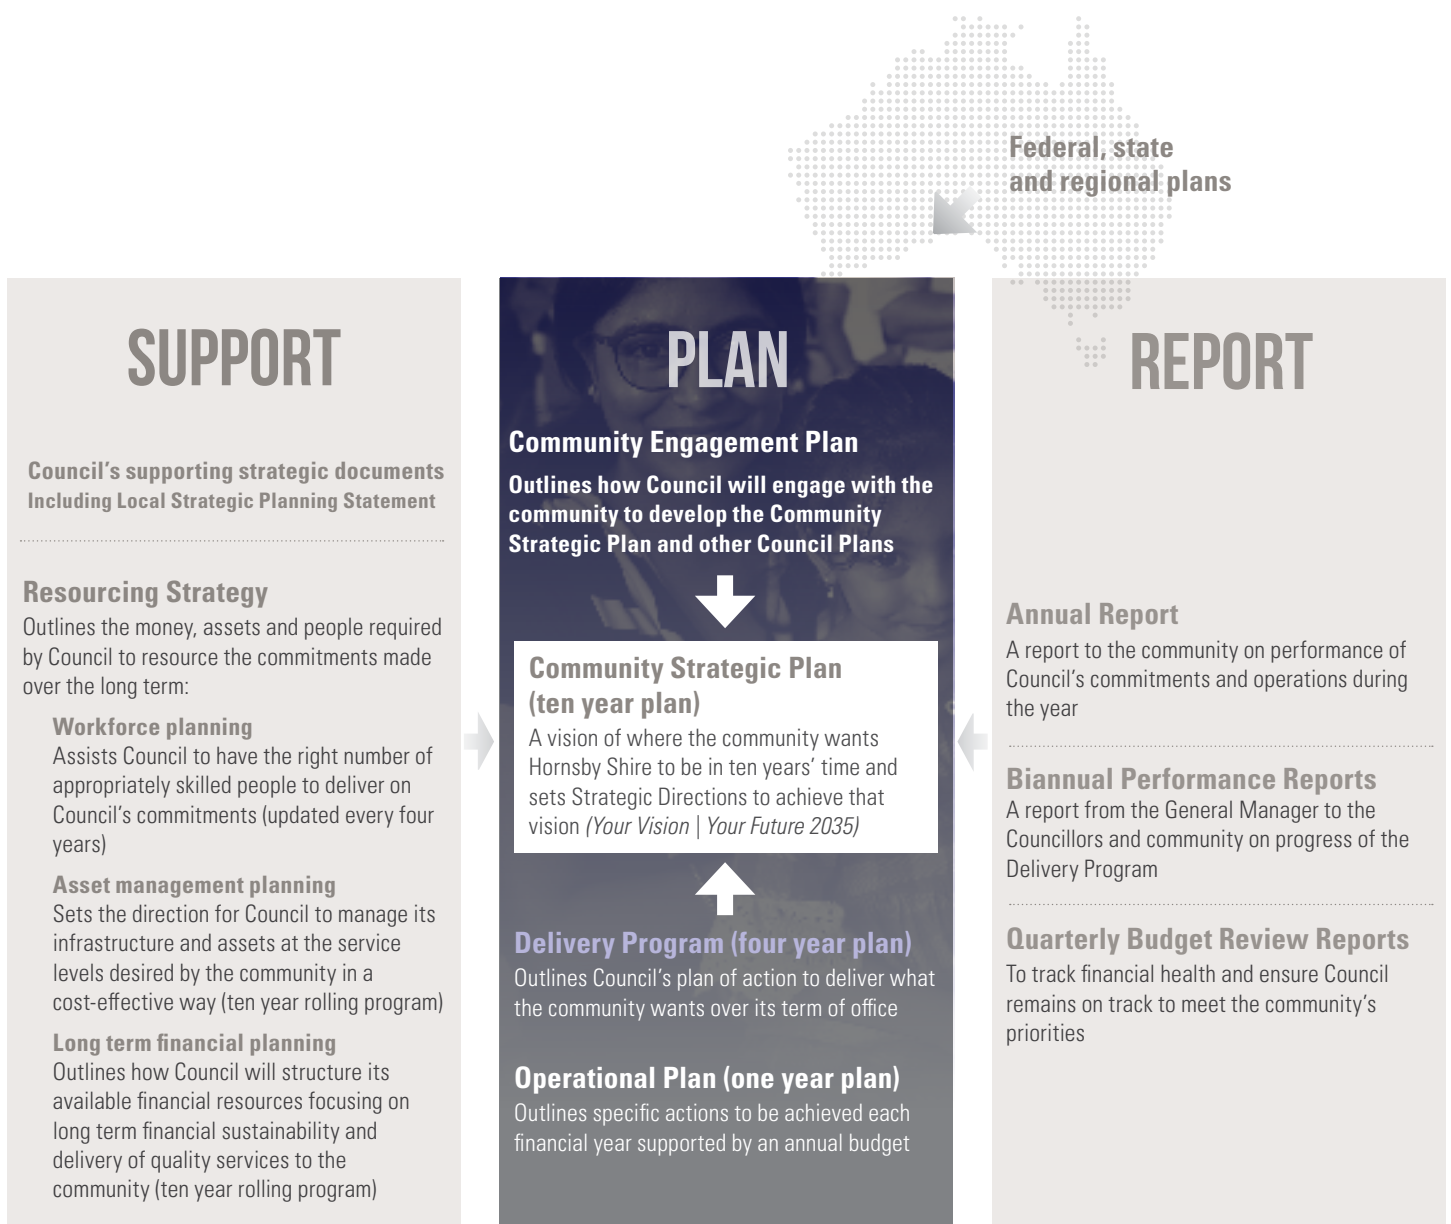 Federal, state
and regional plans
SUPPORT
Council’s supporting strategic documents
Including Local Strategic Planning Statement
Resourcing Strategy
Outlines the money, assets and people required
by Council to resource the commitments made
over the long term:
Workforce planning
Assists Council to have the right number of
appropriately skilled people to deliver on
Council’s commitments (updated every four
years)
Asset management planning
Sets the direction for Council to manage its
infrastructure and assets at the service
levels desired by the community in a
cost-effective way (ten year rolling program)
Long term financial planning
Outlines how Council will structure its
available financial resources focusing on
long term financial sustainability and
delivery of quality services to the
community (ten year rolling program)
PLAN
Community Engagement Plan
Outlines how Council will engage with the
community to develop the Community
Strategic Plan and other Council Plans
Community Strategic Plan
(ten year plan)
A vision of where the community wants
Hornsby Shire to be in ten years’ time and
sets Strategic Directions to achieve that
vision (Your Vision | Your Future 2035)
Delivery Program (four year plan)
Outlines Council’s plan of action to deliver what
the community wants over its term of office
Operational Plan (one year plan)
Outlines specific actions to be achieved each
financial year supported by an annual budget
REPORT
Annual Report
A report to the community on performance of
Council’s commitments and operations during
the year
Biannual Performance Reports
A report from the General Manager to the
Councillors and community on progress of the
Delivery Program
Quarterly Budget Review Reports
To track financial health and ensure Council
remains on track to meet the community’s
priorities